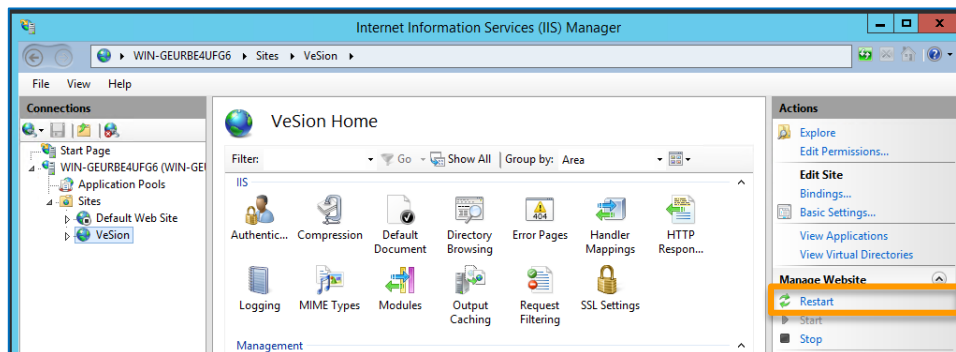 Internet Information Services (IIS) Manager
WIN-GEURBE4UFG6 Sites VeSion
File View Help
Connections
Start Page
WIN-GEURBE4UFG6 (WIN-GEU
Application Pools
Sites
Default Web Site
VeSion
VeSion Home
Filter: Go Show All Group by: Area
IIS
Authentic... Compression Default Document Directory Browsing Error Pages Handler Mappings HTTP Respon...
404
Logging MIME Types Modules Output Caching Request Filtering SSL Settings
Management
Actions
Explore
Edit Permissions...
Edit Site
Bindings...
Basic Settings...
View Applications
View Virtual Directories
Manage Website
Restart
Start
Stop